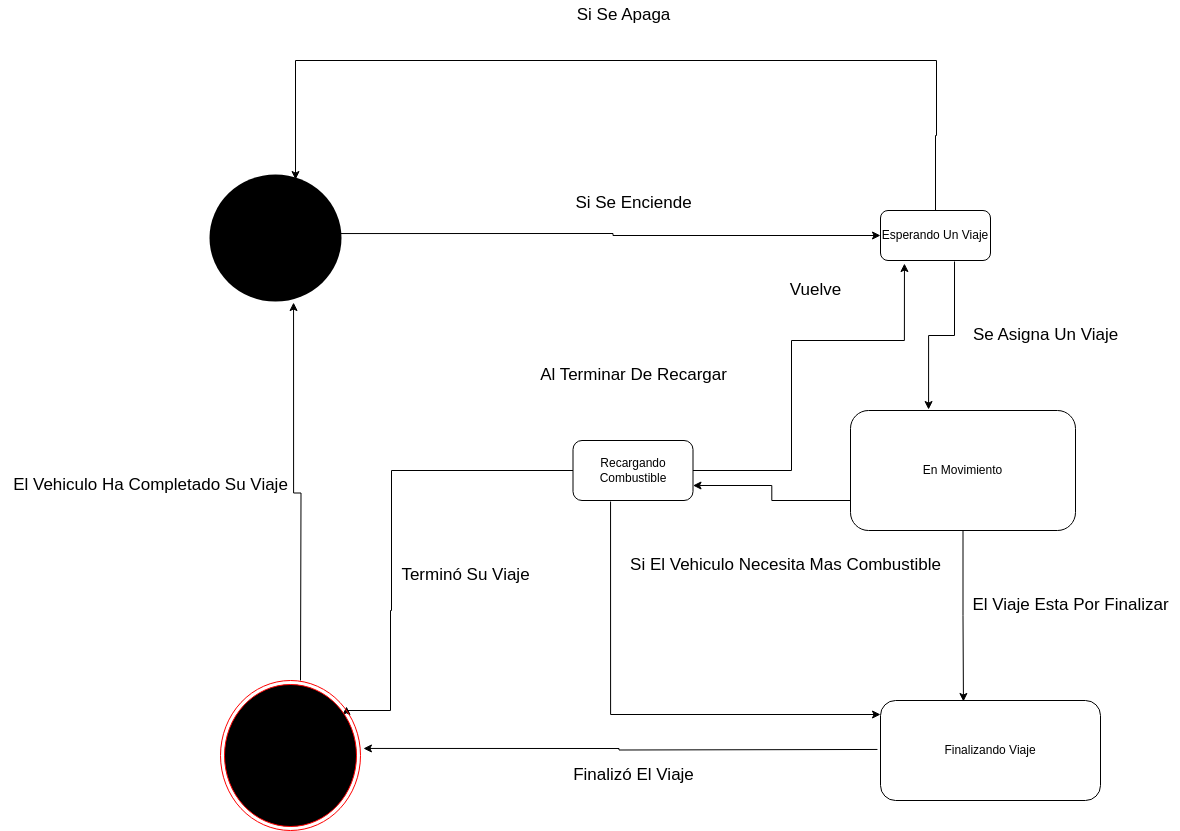 Si Se Apaga
Si Se Enciende
Esperando Un Viaje
Vuelve
Se Asigna Un Viaje
Al Terminar De Recargar
Recargando
Combustible
En Movimiento
El Vehiculo Ha Completado Su Viaje
Si El Vehiculo Necesita Mas Combustible
Terminó Su Viaje
El Viaje Esta Por Finalizar
Finalizando Viaje
Finalizó El Viaje